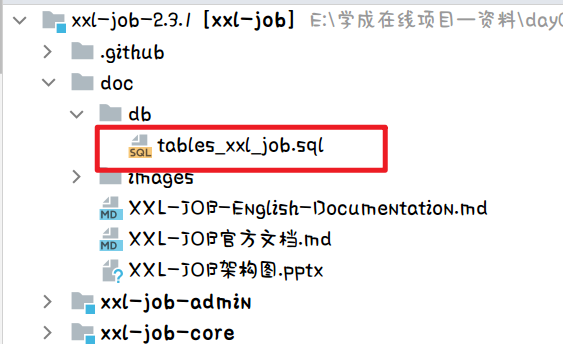 xxl-job-2.3.1 [xxl-job] E:\学成在线项目—资料\day0
.github
doc
db
SQL tables_xxl_job.sql
images
MD XXL-JOB-English-Documentation.md
MD XXL-JOB官方文档.md
? XXL-JOB架构图.pptx
xxl-job-admin
xxl-job-core